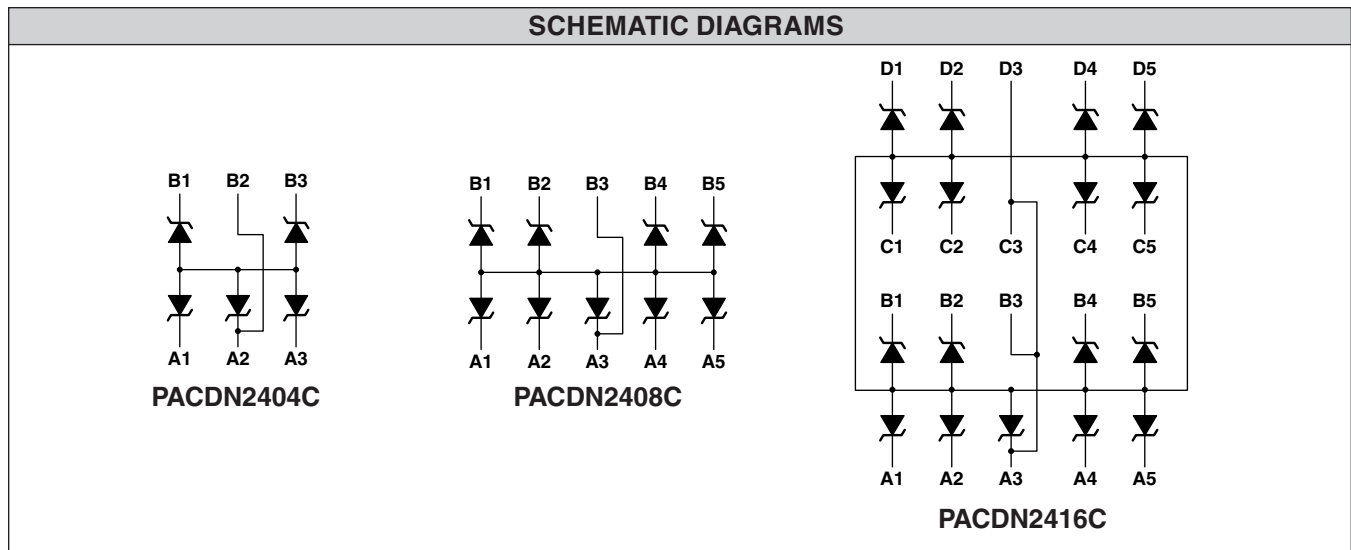 SCHEMATIC DIAGRAMS
B1 B2 B3
A1 A2 A3
PACDN2404C
B1 B2 B3 B4 B5
A1 A2 A3 A4 A5
PACDN2408C
D1 D2 D3 D4 D5
C1 C2 C3 C4 C5
B1 B2 B3 B4 B5
A1 A2 A3 A4 A5
PACDN2416C